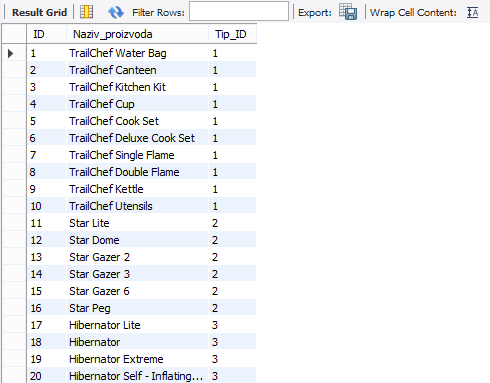 Result Grid Filter Rows: Export: Wrap Cell Content:
ID Naziv_proizvoda Tip_ID
1 TrailChef Water Bag 1
2 TrailChef Canteen 1
3 TrailChef Kitchen Kit 1
4 TrailChef Cup 1
5 TrailChef Cook Set 1
6 TrailChef Deluxe Cook Set 1
7 TrailChef Single Flame 1
8 TrailChef Double Flame 1
9 TrailChef Kettle 1
10 TrailChef Utensils 1
11 Star Lite 2
12 Star Dome 2
13 Star Gazer 2 2
14 Star Gazer 3 2
15 Star Gazer 6 2
16 Star Peg 2
17 Hibernator Lite 3
18 Hibernator 3
19 Hibernator Extreme 3
20 Hibernator Self - Inflating... 3